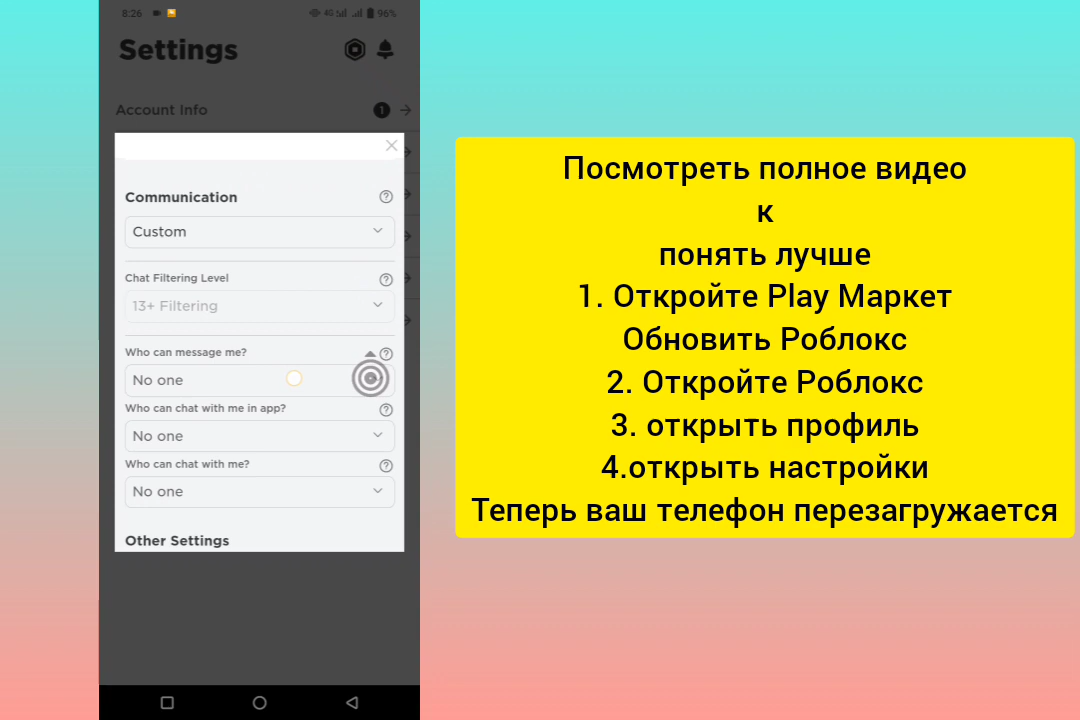 8:26
4G
96%
Settings
Account Info
1
Communication
Custom
Chat Filtering Level
13+ Filtering
Who can message me?
No one
Who can chat with me in app?
No one
Who can chat with me?
No one
Other Settings
Посмотреть полное видео
к
понять лучше
1. Откройте Play Маркет
Обновить Роблокс
2. Откройте Роблокс
3. открыть профиль
4.открыть настройки
Теперь ваш телефон перезагружается